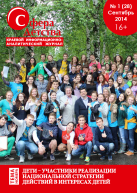 Сфера
детства
КРАЕВОЙ ИНФОРМАЦИОННО-
АНАЛИТИЧЕСКИЙ ЖУРНАЛ
№ 1 (28)
Сентябрь
2014
16+
ДЕТИ – УЧАСТНИКИ РЕАЛИЗАЦИИ
НАЦИОНАЛЬНОЙ СТРАТЕГИИ
ДЕЙСТВИЙ В ИНТЕРЕСАХ ДЕТЕЙ